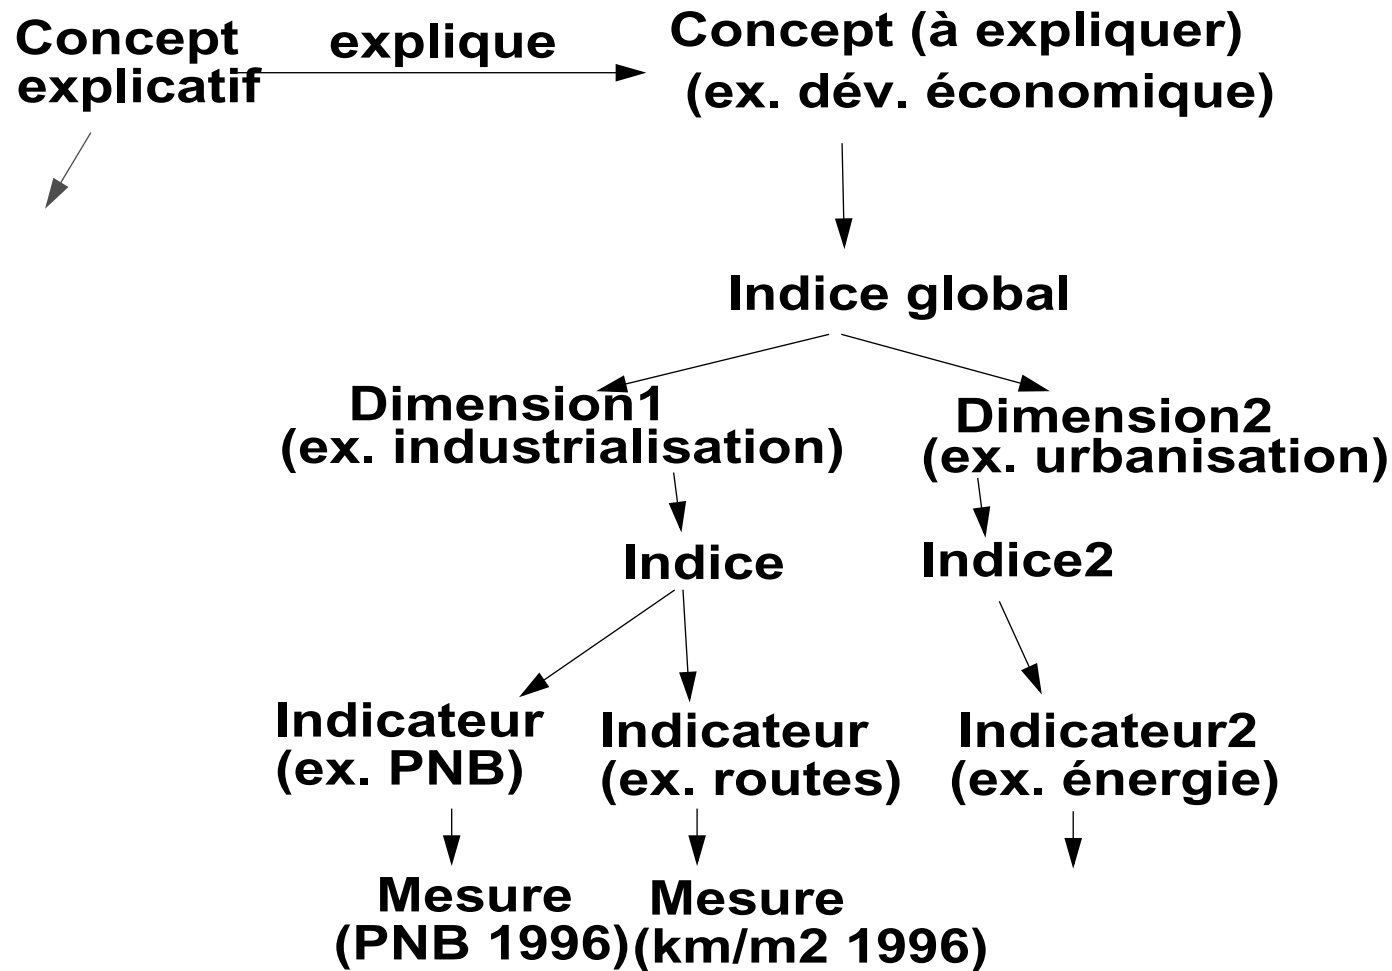 Concept
explicatif
explique
Concept (à expliquer)
(ex. dév. économique)
Indice global
Dimension1
(ex. industrialisation)
Dimension2
(ex. urbanisation)
Indice
Indice2
Indicateur
(ex. PNB)
Indicateur
(ex. routes)
Indicateur2
(ex. énergie)
Mesure
(PNB 1996)
Mesure
(km/m2 1996)